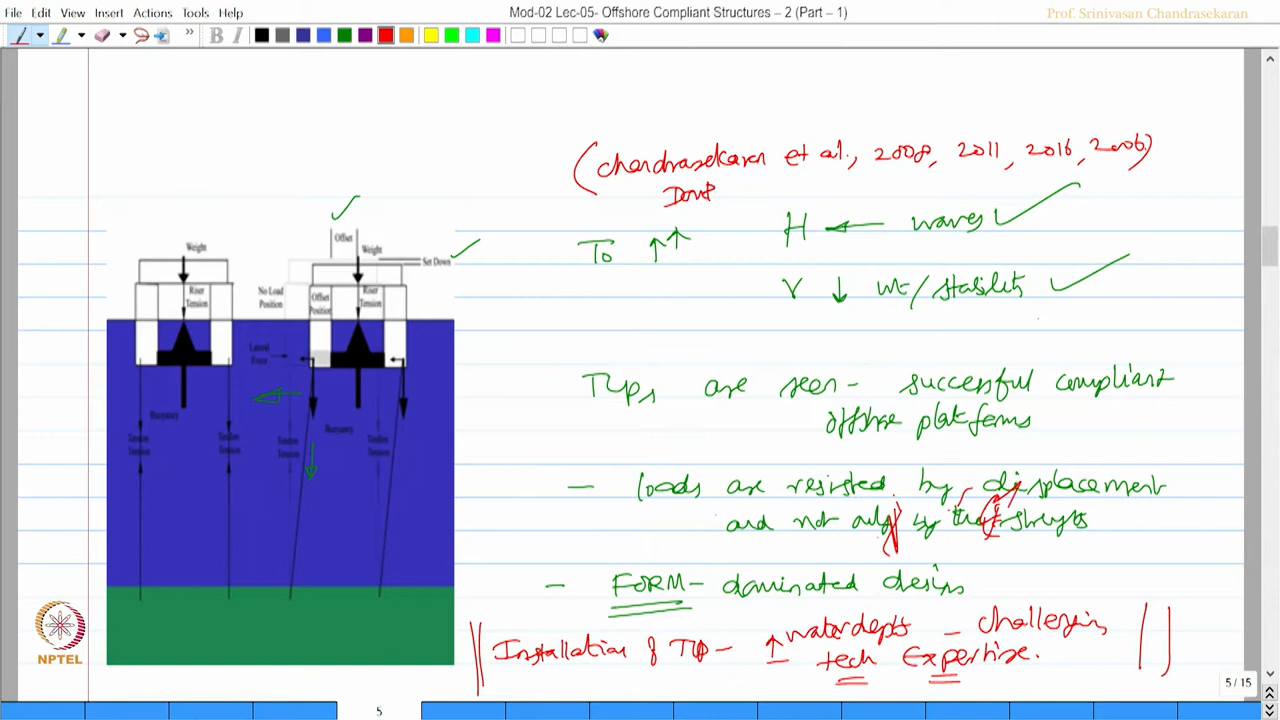 File Edit View Insert Actions Tools Help
Mod-02 Lec-05- Offshore Compliant Structures – 2 (Part – 1)
Prof. Srinivasan Chandrasekaran
B I
(Chandrasekaran et al., 2008, 2011, 2016, 2006)
H ← waves ✓
To ↑↑
V ↓ wt/stability ✓
TLPs are seen - successful compliant
offshore platforms
— loads are resisted by displacement
and not only by their strength
— FORM - dominated design
Installation of TLP - ↑ water depths - challenging
tech Expertise.
Weight
Riser
Tension
Buoyancy
Tendon
Tension
Tendon
Tension
Offset
Weight
Set Down
No Load
Position
Offset
Position
Riser
Tension
Lateral
Force
Buoyancy
Tendon
Tension
Tendon
Tension
NPTEL
5 / 15
5